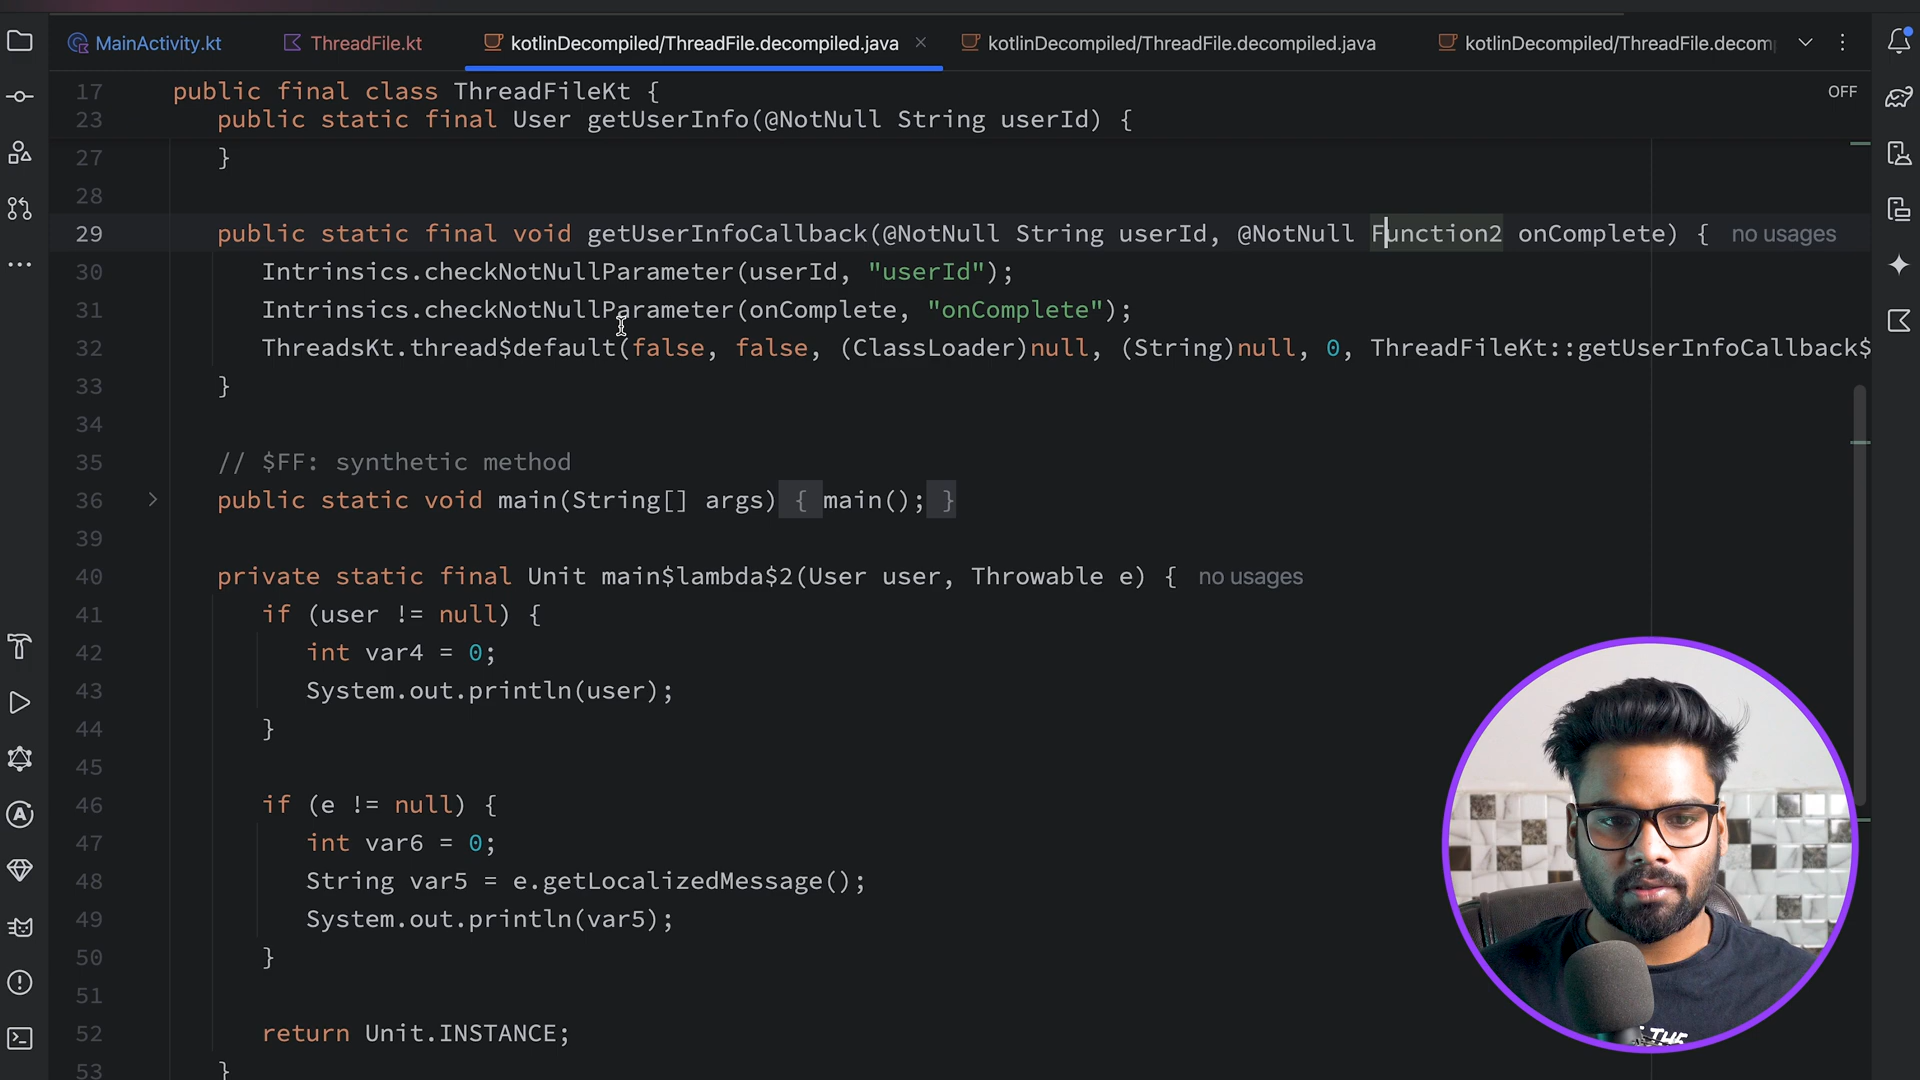 MainActivity.kt ThreadFile.kt kotlinDecompiled/ThreadFile.decompiled.java kotlinDecompiled/ThreadFile.decompiled.java kotlinDecompiled/ThreadFile.decom
17 public final class ThreadFileKt { OFF
23 public static final User getUserInfo(@NotNull String userId) {
27 }
28
29 public static final void getUserInfoCallback(@NotNull String userId, @NotNull Function2 onComplete) { no usages
30 Intrinsics.checkNotNullParameter(userId, "userId");
31 Intrinsics.checkNotNullParameter(onComplete, "onComplete");
32 ThreadsKt.thread$default(false, false, (ClassLoader)null, (String)null, 0, ThreadFileKt::getUserInfoCallback$
33 }
34
35 // $FF: synthetic method
36 public static void main(String[] args) { main(); }
39
40 private static final Unit main$lambda$2(User user, Throwable e) { no usages
41 if (user != null) {
42 int var4 = 0;
43 System.out.println(user);
44 }
45
46 if (e != null) {
47 int var6 = 0;
48 String var5 = e.getLocalizedMessage();
49 System.out.println(var5);
50 }
51
52 return Unit.INSTANCE;
53 }